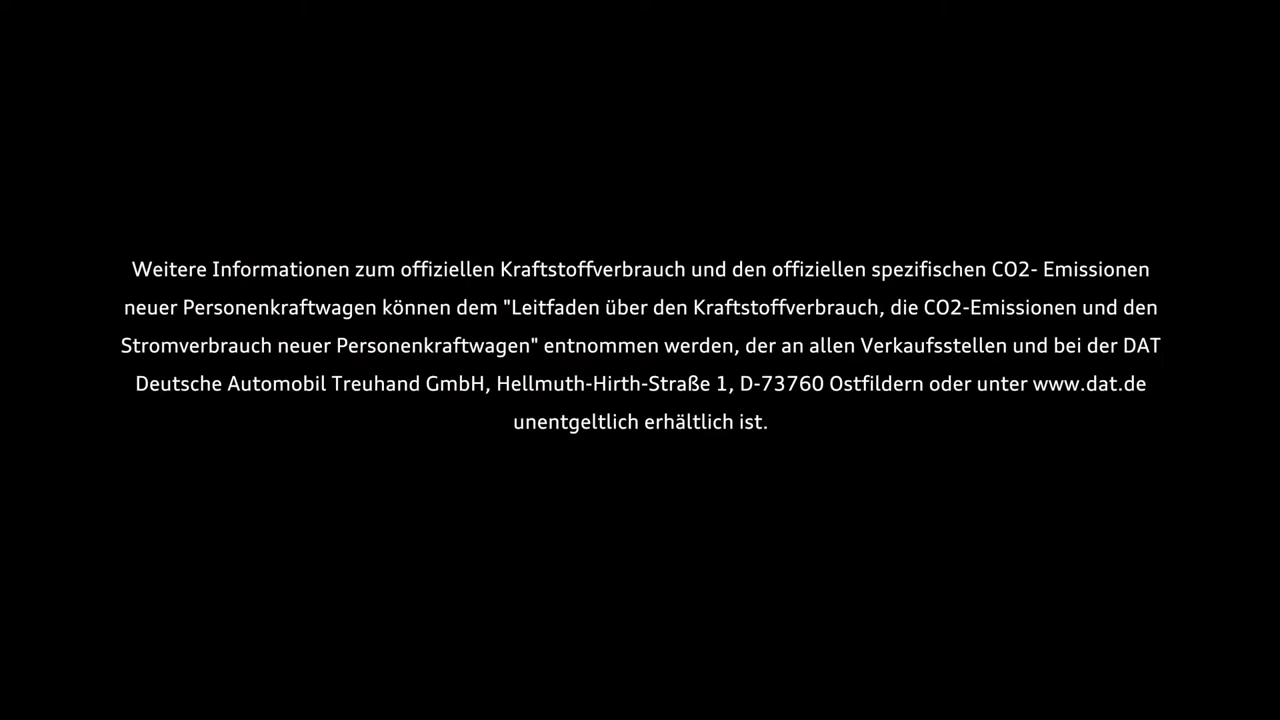 Weitere Informationen zum offiziellen Kraftstoffverbrauch und den offiziellen spezifischen CO2- Emissionen
neuer Personenkraftwagen können dem "Leitfaden über den Kraftstoffverbrauch, die CO2-Emissionen und den
Stromverbrauch neuer Personenkraftwagen" entnommen werden, der an allen Verkaufsstellen und bei der DAT
Deutsche Automobil Treuhand GmbH, Hellmuth-Hirth-Straße 1, D-73760 Ostfildern oder unter www.dat.de
unentgeltlich erhältlich ist.